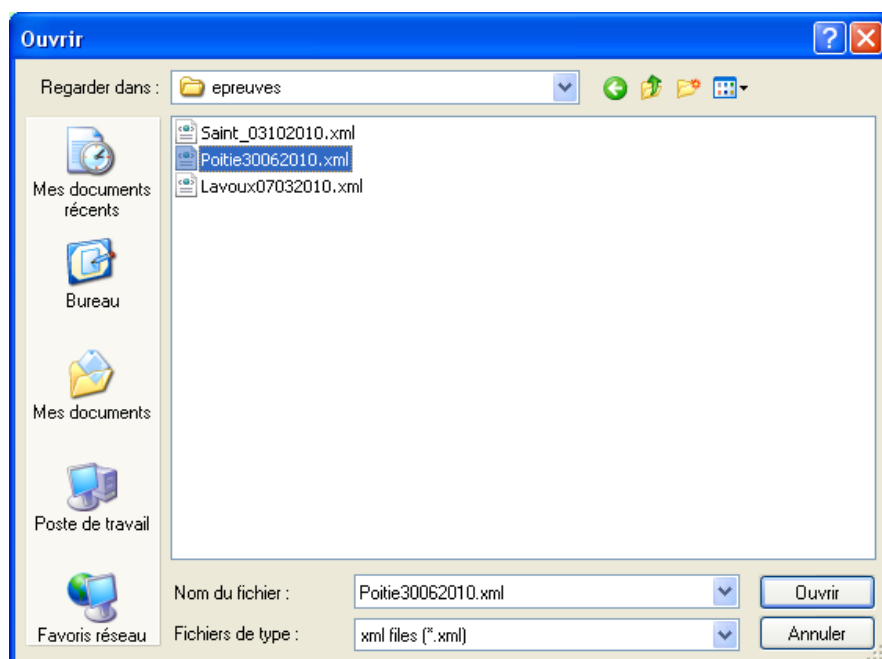 Ouvrir
Regarder dans :
epreuves
Saint_03102010.xml
Poitie30062010.xml
Lavoux07032010.xml
Mes documents
récents
Bureau
Mes documents
Poste de travail
Favoris réseau
Nom du fichier :
Poitie30062010.xml
Ouvrir
Fichiers de type :
xml files (*.xml)
Annuler